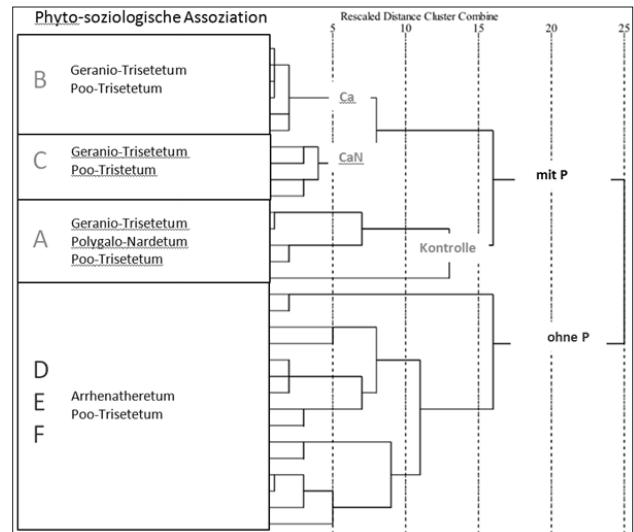 Phyto-soziologische Assoziation
Rescaled Distance Cluster Combine
5 10 15 20 25
B
Geranio-Trisetetum
Poo-Trisetetum
Ca
C
Geranio-Trisetetum
Poo-Tristetum
CaN
mit P
A
Geranio-Trisetetum
Polygalo-Nardetum
Poo-Trisetetum
Kontrolle
ohne P
D
E
F
Arrhenatheretum
Poo-Trisetetum